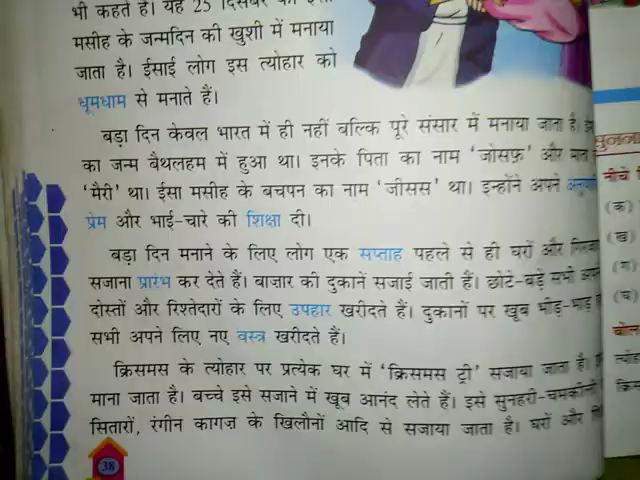 भी कहते हैं। यह 25 दिसंबर को
मसीह के जन्मदिन की खुशी में मनाया
जाता है। ईसाई लोग इस त्योहार को
धूमधाम से मनाते हैं।
बड़ा दिन केवल भारत में ही नहीं बल्कि पूरे संसार में मनाया जाता है।
का जन्म बैथलहम में हुआ था। इनके पिता का नाम 'जोसफ़' और माता
'मैरी' था। ईसा मसीह के बचपन का नाम 'जीसस' था। इन्होंने अपने
प्रेम और भाई-चारे की शिक्षा दी।
बड़ा दिन मनाने के लिए लोग एक सप्ताह पहले से ही घरों और
सजाना प्रारंभ कर देते हैं। बाज़ार की दुकानें सजाई जाती हैं। छोटे-बड़े सभी अपने
दोस्तों और रिश्तेदारों के लिए उपहार खरीदते हैं। दुकानों पर खूब भीड़-भाड़
सभी अपने लिए नए वस्त्र खरीदते हैं।
क्रिसमस के त्योहार पर प्रत्येक घर में 'क्रिसमस ट्री' सजाया जाता है।
माना जाता है। बच्चे इसे सजाने में खूब आनंद लेते हैं। इसे सुनहरी-चमकीली
सितारों, रंगीन कागज़ के खिलौनों आदि से सजाया जाता है। घरों और
38
नीचे
(क)
(ख)
(ग)
(घ)